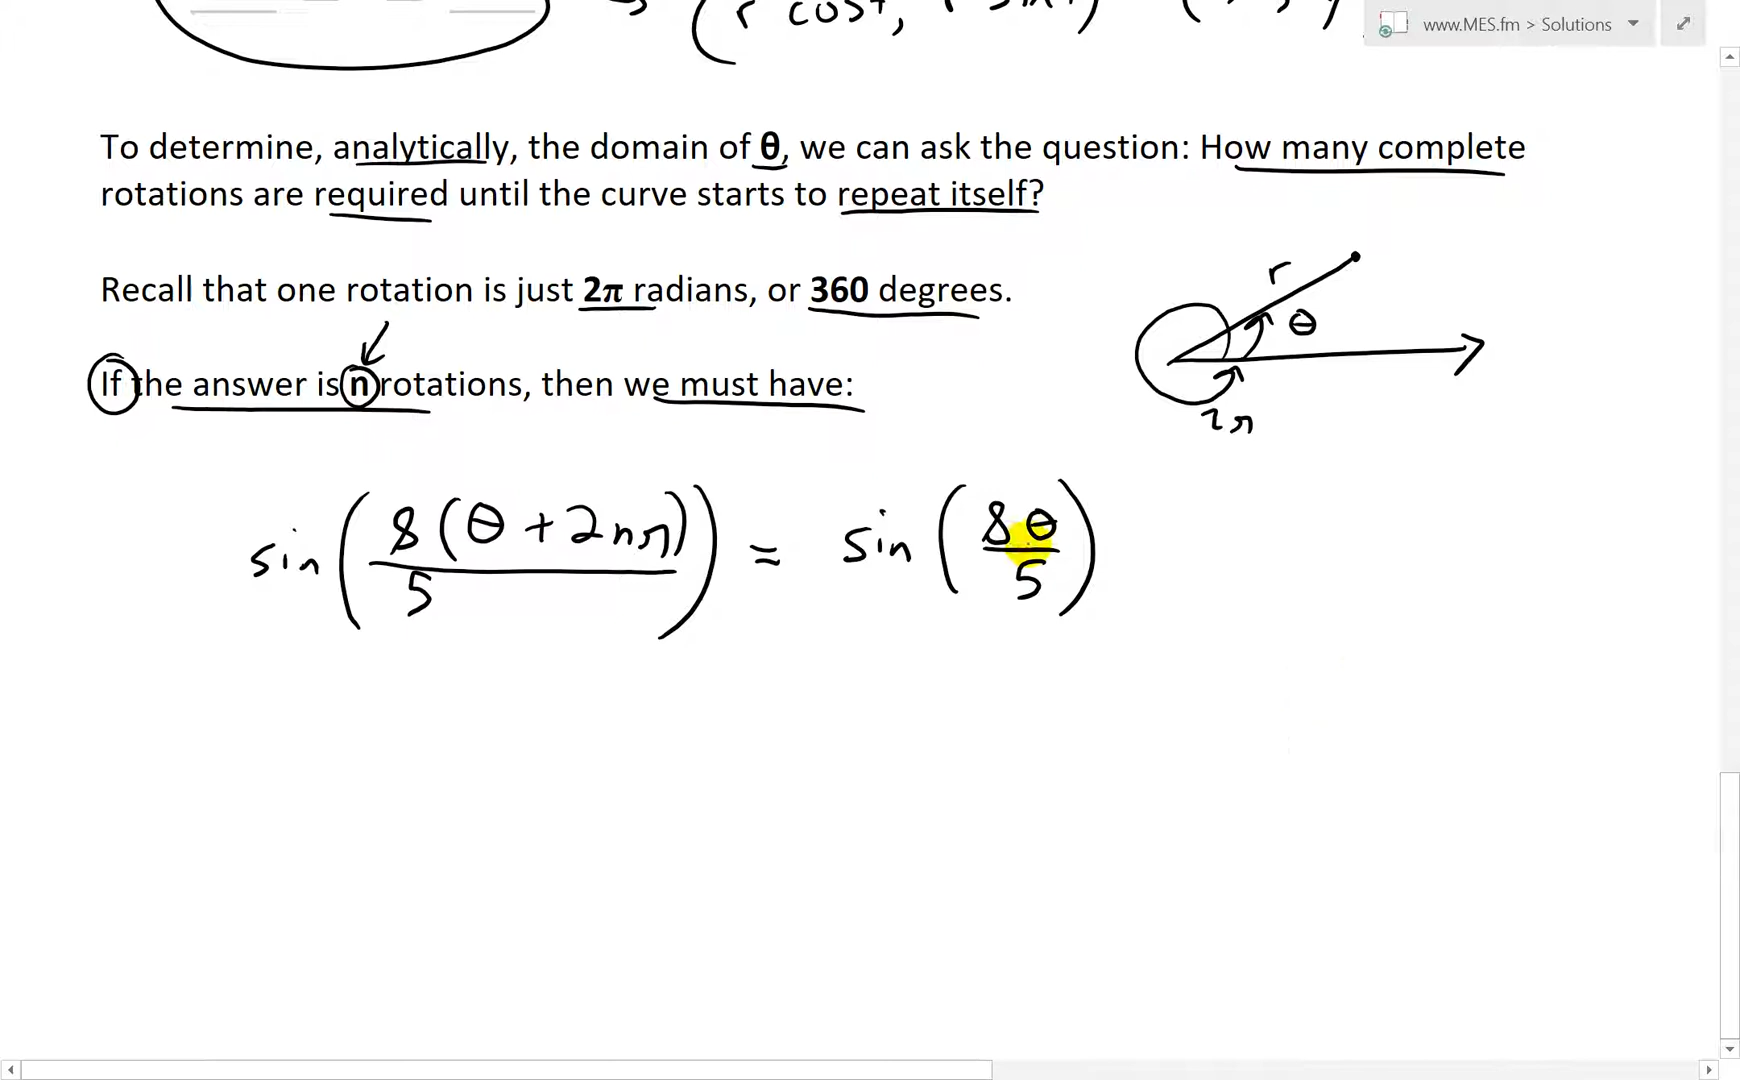 (r cost, r sin
www.MES.fm > Solutions
To determine, analytically, the domain of θ, we can ask the question: How many complete
rotations are required until the curve starts to repeat itself?
Recall that one rotation is just 2π radians, or 360 degrees.
If the answer is n rotations, then we must have:
r
θ
2π
sin(8(θ + 2nπ)/5) = sin(8θ/5)